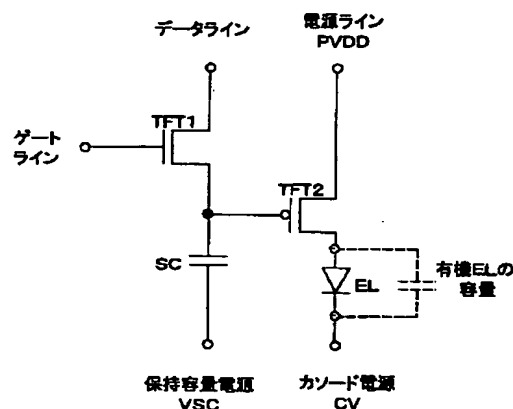 データライン
電源ライン
PVDD
TFT1
ゲート
ライン
TFT2
SC
EL
有機ELの
容量
保持容量電源
VSC
カソード電源
CV